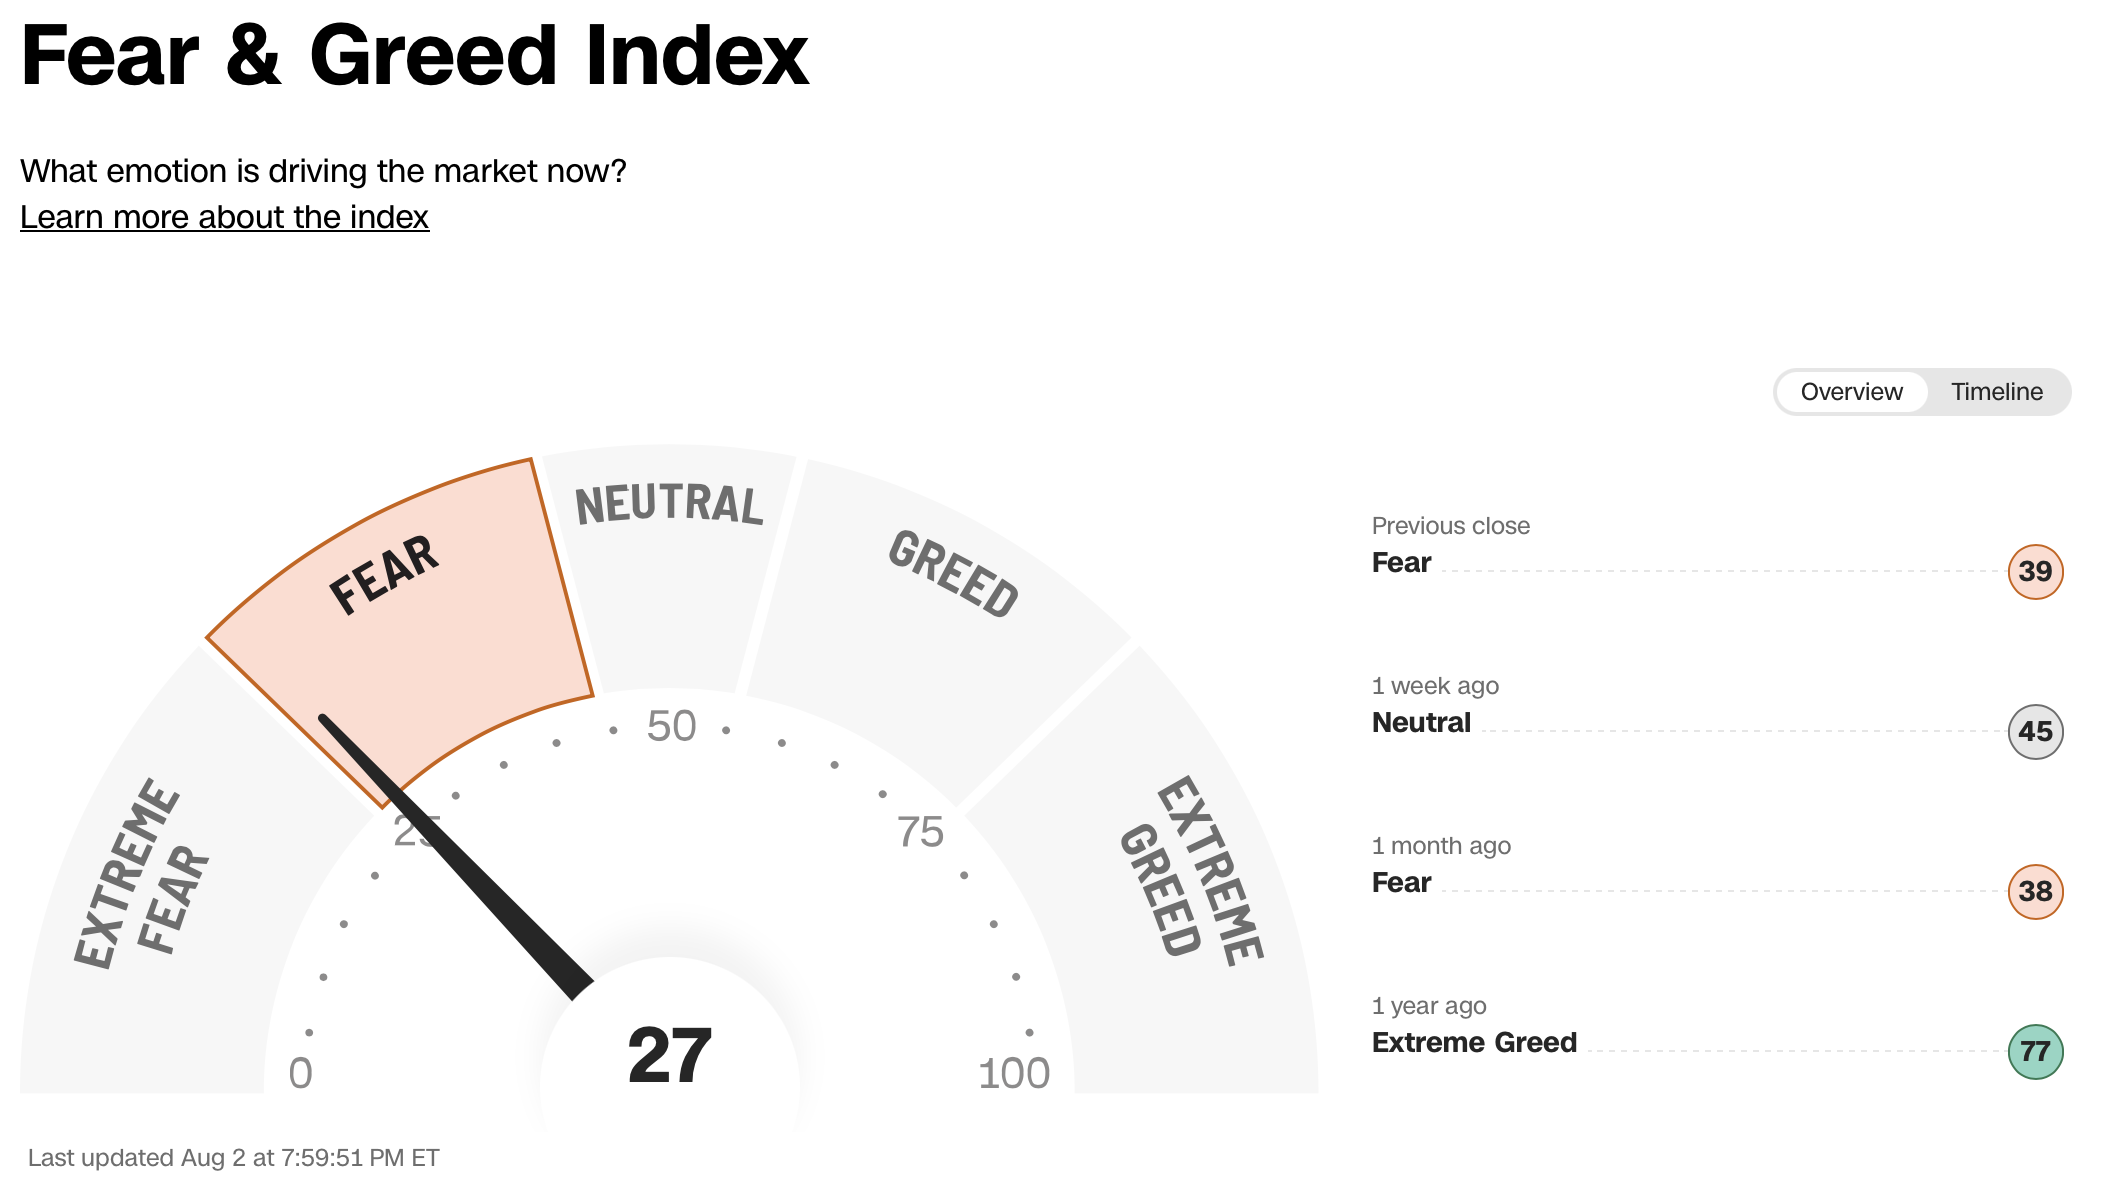 Fear & Greed Index
What emotion is driving the market now?
Learn more about the index
Overview
Timeline
EXTREME
FEAR
FEAR
NEUTRAL
GREED
EXTREME
GREED
0
25
50
75
100
27
Last updated Aug 2 at 7:59:51 PM ET
Previous close
Fear
39
1 week ago
Neutral
45
1 month ago
Fear
38
1 year ago
Extreme Greed
77